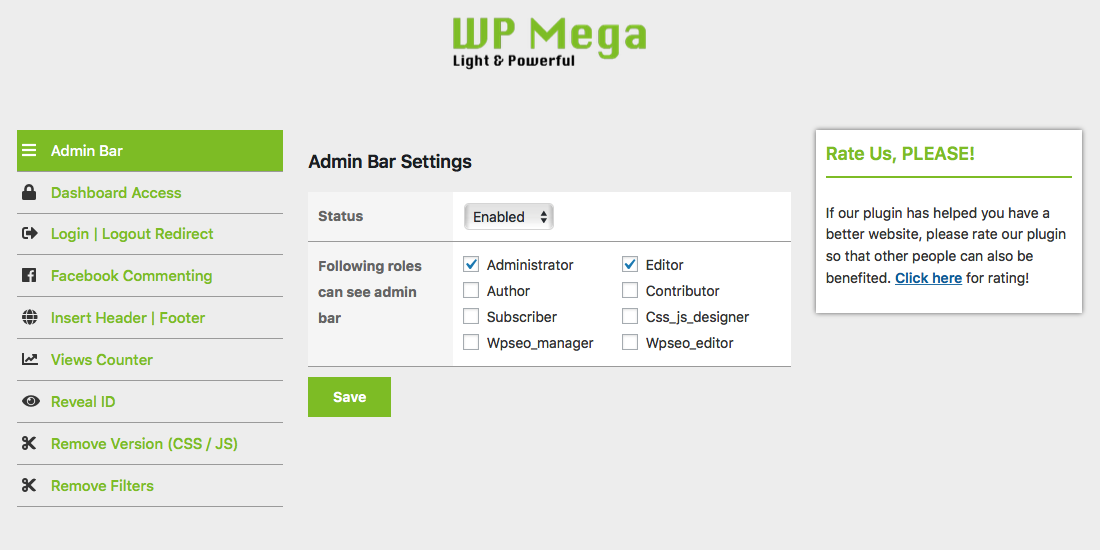 WP Mega
Light & Powerful
Admin Bar
Dashboard Access
Login | Logout Redirect
Facebook Commenting
Insert Header | Footer
Views Counter
Reveal ID
Remove Version (CSS / JS)
Remove Filters
Admin Bar Settings
Status
Enabled
Following roles
can see admin
bar
Administrator
Editor
Author
Contributor
Subscriber
Css_js_designer
Wpseo_manager
Wpseo_editor
Save
Rate Us, PLEASE!
If our plugin has helped you have a
better website, please rate our plugin
so that other people can also be
benefited. Click here for rating!